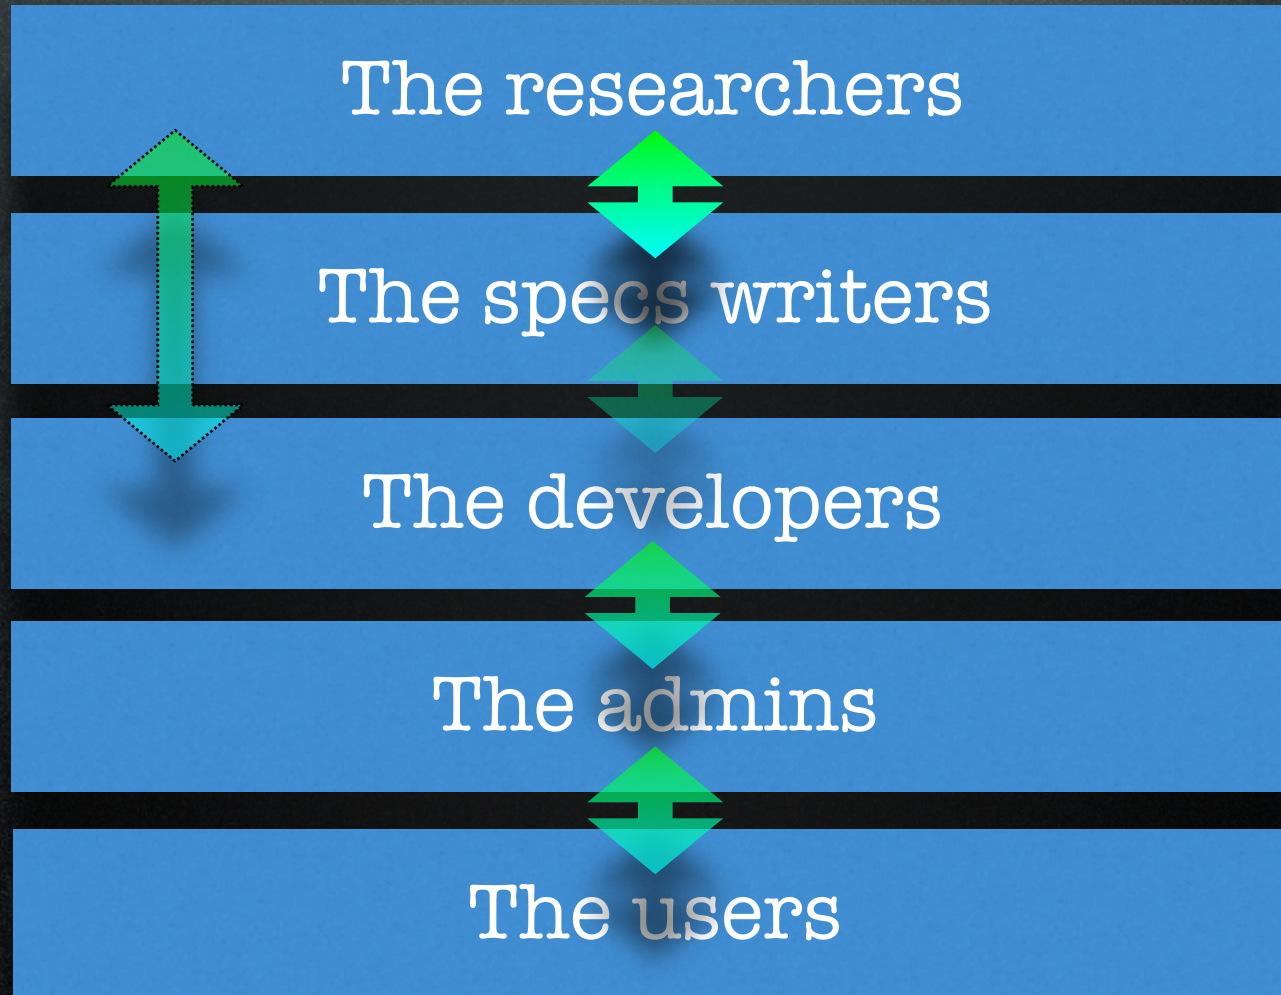 The researchers
The specs writers
The developers
The admins
The users